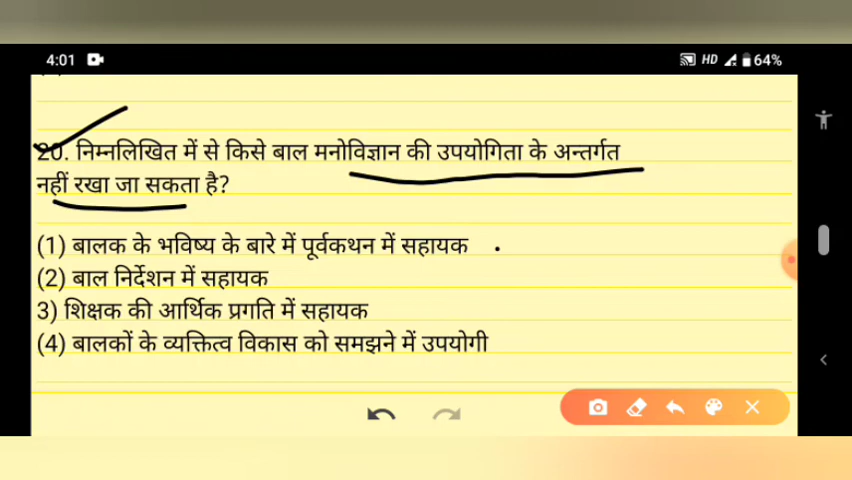 4:01
HD
64%
20. निम्नलिखित में से किसे बाल मनोविज्ञान की उपयोगिता के अन्तर्गत
नहीं रखा जा सकता है?
(1) बालक के भविष्य के बारे में पूर्वकथन में सहायक
(2) बाल निर्देशन में सहायक
3) शिक्षक की आर्थिक प्रगति में सहायक
(4) बालकों के व्यक्तित्व विकास को समझने में उपयोगी